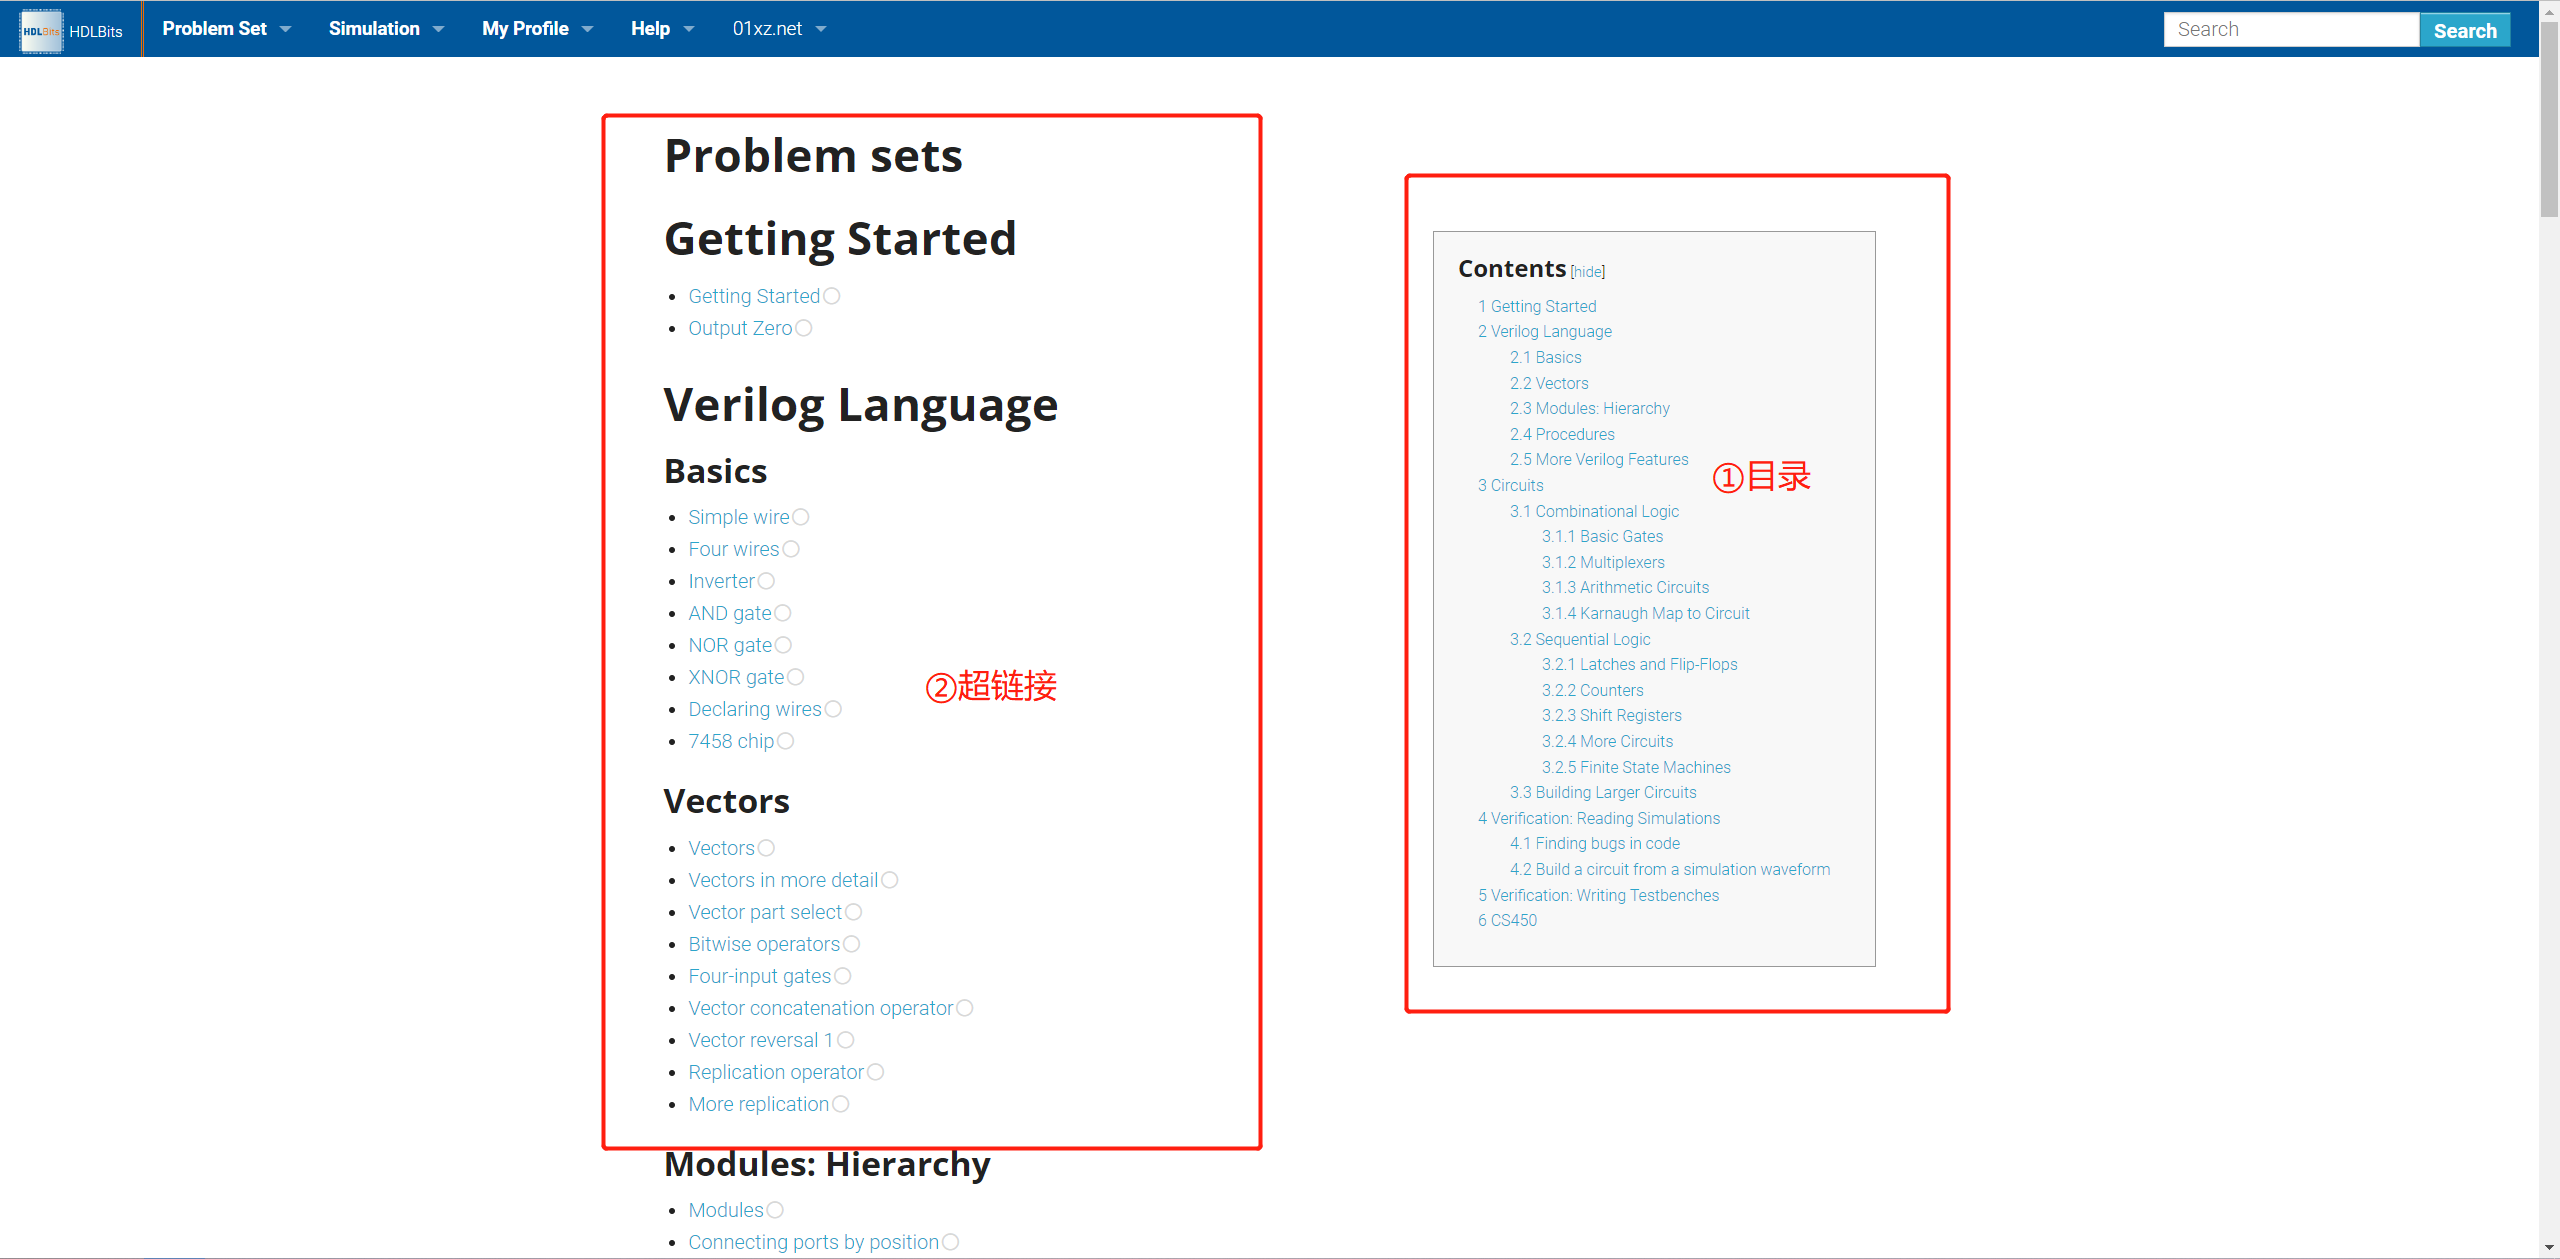 HDLBits HDLBits Problem Set Simulation My Profile Help 01xz.net Search Search
Problem sets
Getting Started
Getting Started
Output Zero
Verilog Language
Basics
Simple wire
Four wires
Inverter
AND gate
NOR gate
XNOR gate
Declaring wires
7458 chip
②超链接
Vectors
Vectors
Vectors in more detail
Vector part select
Bitwise operators
Four-input gates
Vector concatenation operator
Vector reversal 1
Replication operator
More replication
Modules: Hierarchy
Modules
Connecting ports by position
Contents [hide]
1 Getting Started
2 Verilog Language
2.1 Basics
2.2 Vectors
2.3 Modules: Hierarchy
2.4 Procedures
2.5 More Verilog Features
①目录
3 Circuits
3.1 Combinational Logic
3.1.1 Basic Gates
3.1.2 Multiplexers
3.1.3 Arithmetic Circuits
3.1.4 Karnaugh Map to Circuit
3.2 Sequential Logic
3.2.1 Latches and Flip-Flops
3.2.2 Counters
3.2.3 Shift Registers
3.2.4 More Circuits
3.2.5 Finite State Machines
3.3 Building Larger Circuits
4 Verification: Reading Simulations
4.1 Finding bugs in code
4.2 Build a circuit from a simulation waveform
5 Verification: Writing Testbenches
6 CS450